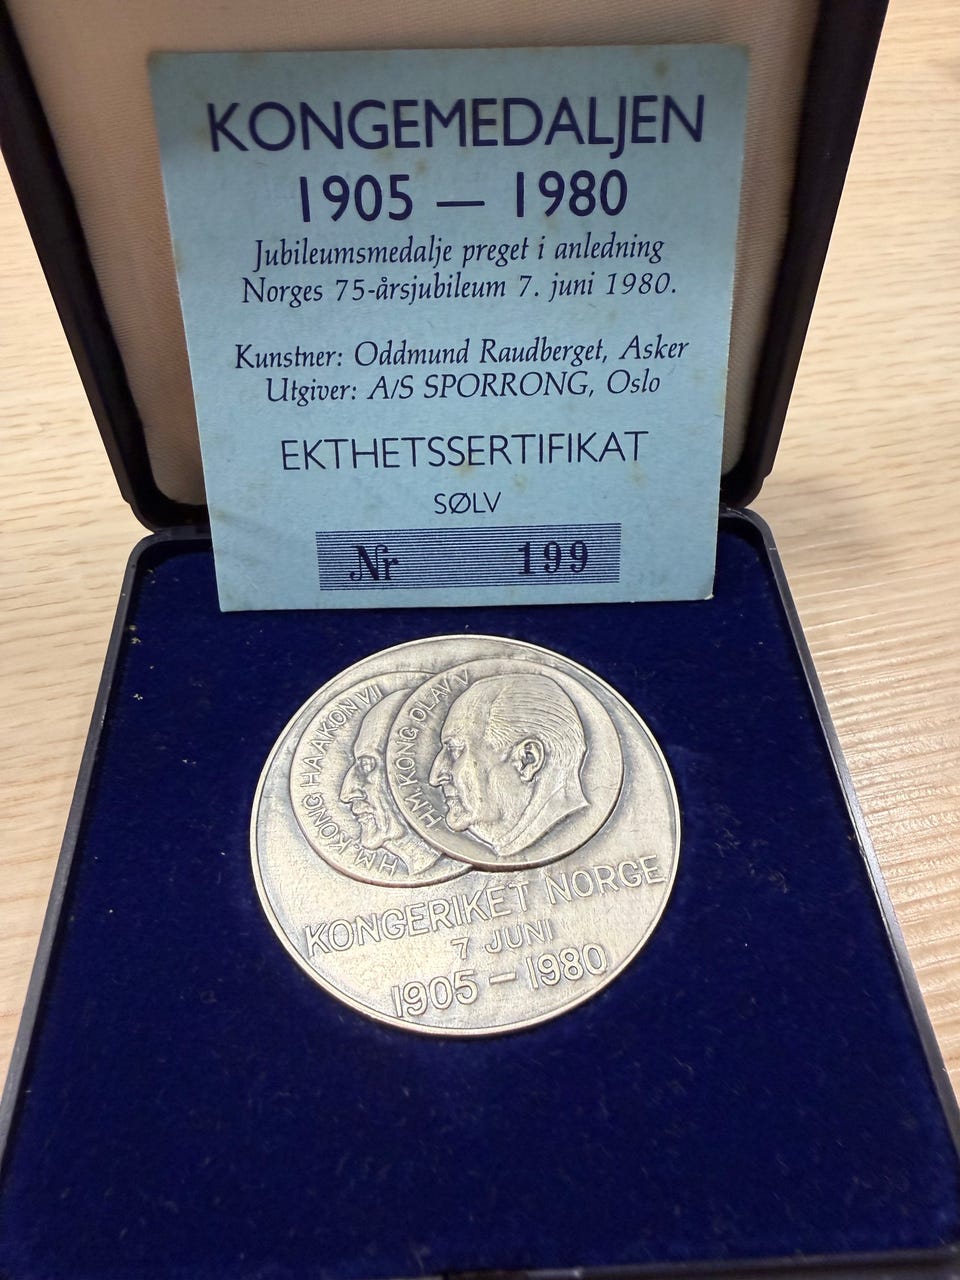 KONGEMEDALJEN
1905 — 1980
Jubileumsmedalje preget i anledning
Norges 75-årsjubileum 7. juni 1980.
Kunstner: Oddmund Raudberget, Asker
Utgiver: A/S SPORRONG, Oslo
EKTHETSSERTIFIKAT
SØLV
Nr 199
H.M. KONG HAAKON VII
H.M. KONG OLAV V
KONGERIKET NORGE
7 JUNI
1905 - 1980